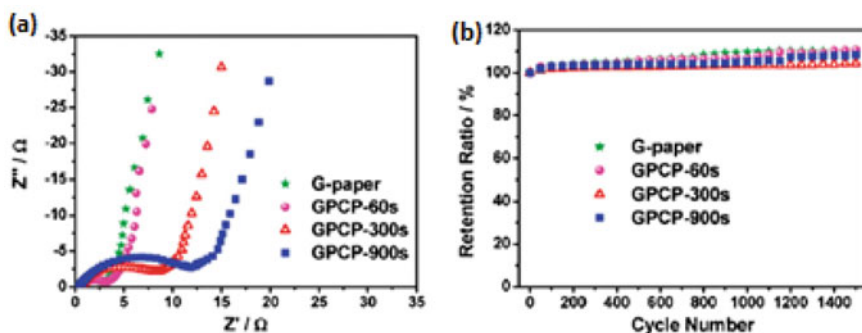 (a)
-35
-30
-25
-20
-15
-10
-5
0
Z'' / Ω
G-paper
GPCP-60s
GPCP-300s
GPCP-900s
0 5 10 15 20 25 30 35
Z' / Ω
(b)
120
100
80
60
40
20
0
Retention Ratio / %
G-paper
GPCP-60s
GPCP-300s
GPCP-900s
0 200 400 600 800 1000 1200 1400
Cycle Number